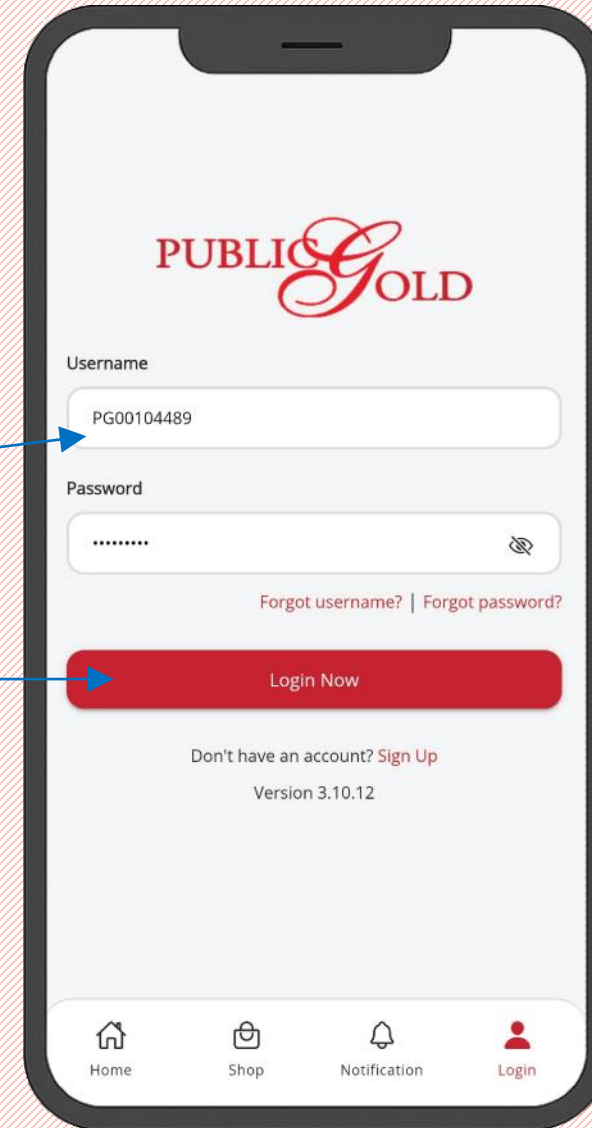 PUBLIC GOLD
Username
PG00104489
Password
•••••••••
Forgot username? | Forgot password?
Login Now
Don't have an account? Sign Up
Version 3.10.12
Home Shop Notification Login